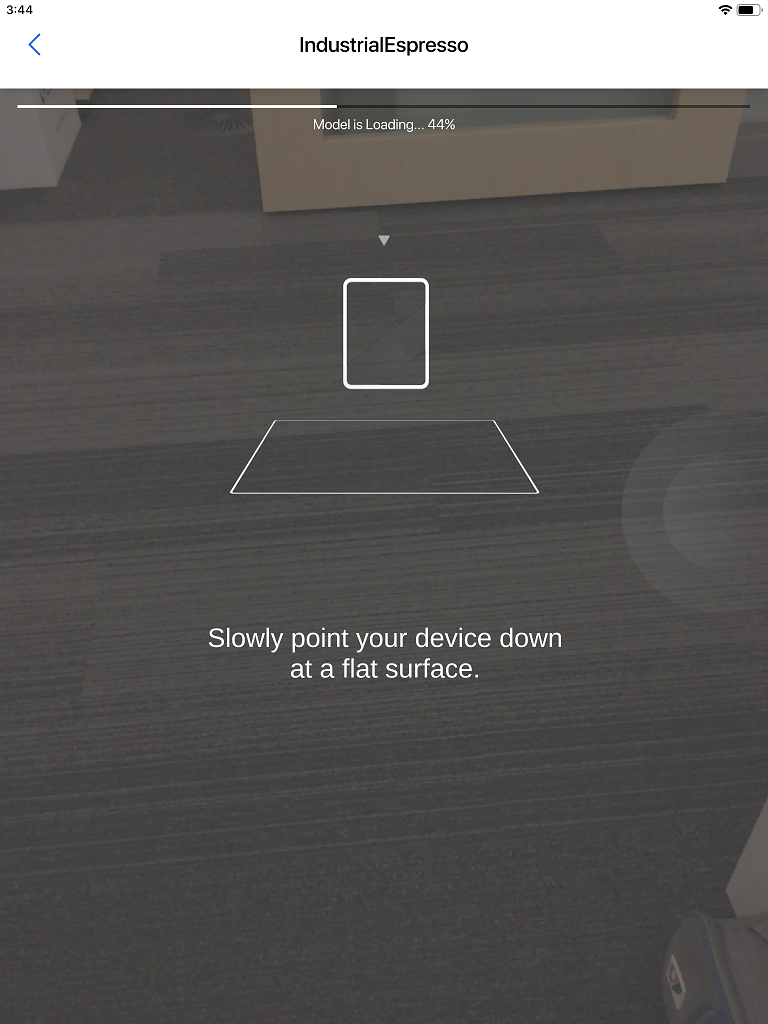 3:44
IndustrialEspresso
Model is Loading... 44%
Slowly point your device down
at a flat surface.